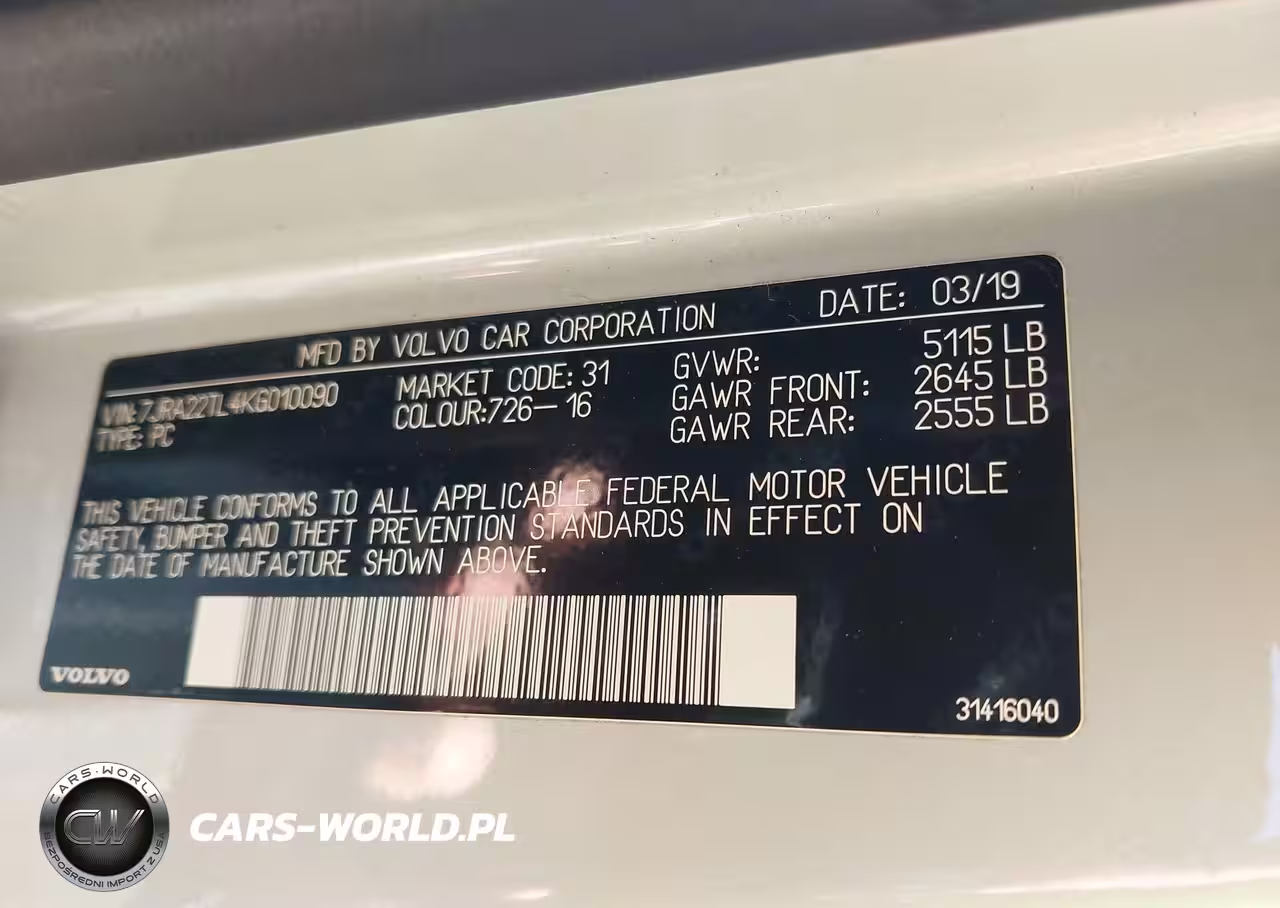 MFD BY VOLVO CAR CORPORATION DATE: 03/19
VIN: 7JRA22TL4KG010090 MARKET CODE: 31 GVWR: 5115 LB
TYPE: PC COLOUR:726-16 GAWR FRONT: 2645 LB
GAWR REAR: 2555 LB
THIS VEHICLE CONFORMS TO ALL APPLICABLE FEDERAL MOTOR VEHICLE
SAFETY, BUMPER AND THEFT PREVENTION STANDARDS IN EFFECT ON
THE DATE OF MANUFACTURE SHOWN ABOVE.
VOLVO
31416040
CARS·WORLD
CW
BEZPOŚREDNI IMPORT Z USA
CARS-WORLD.PL